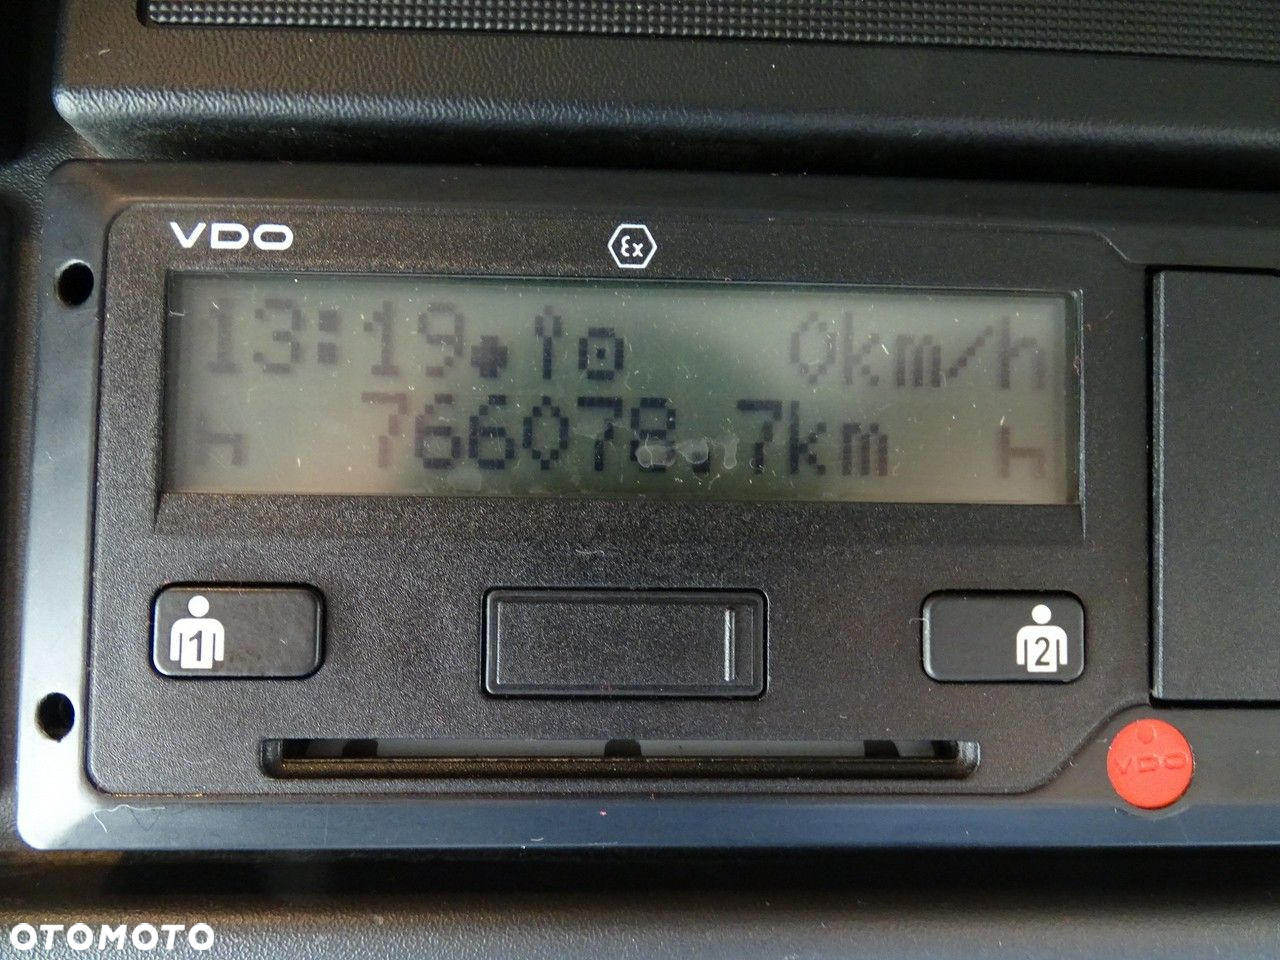 VDO
Ex
13:19 0km/h
766078.7km
1
2
VDO
OTOMOTO